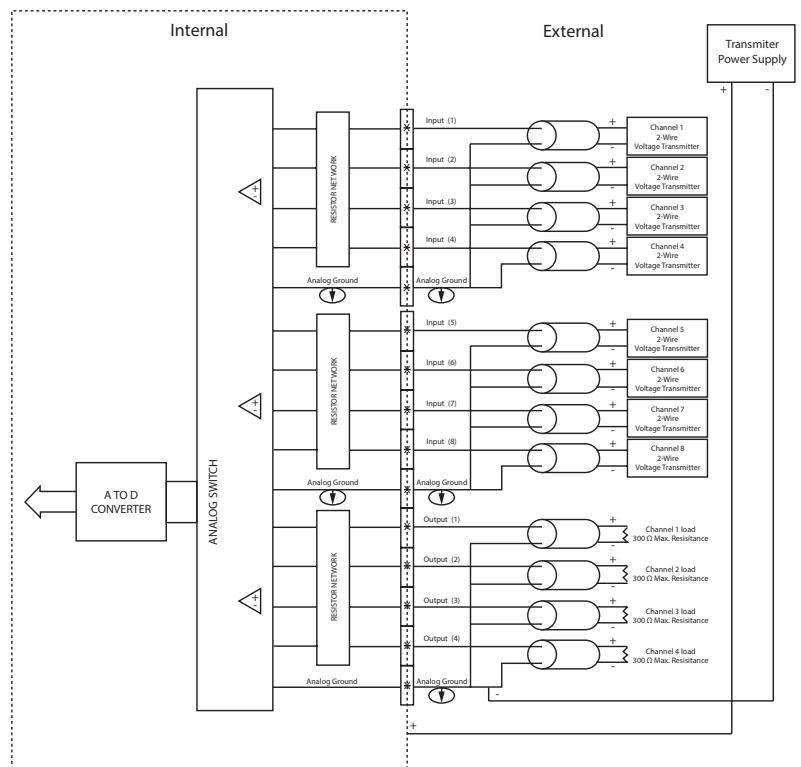 Internal
External
Transmiter
Power Supply
+
-
Input (1)
+
-
Channel 1
2-Wire
Voltage Transmitter
Input (2)
+
-
Channel 2
2-Wire
Voltage Transmitter
+
-
RESISTOR NETWORK
Input (3)
+
-
Channel 3
2-Wire
Voltage Transmitter
Input (4)
+
-
Channel 4
2-Wire
Voltage Transmitter
Analog Ground
Analog Ground
Input (5)
+
-
Channel 5
2-Wire
Voltage Transmitter
Input (6)
+
-
Channel 6
2-Wire
Voltage Transmitter
+
-
RESISTOR NETWORK
Input (7)
+
-
Channel 7
2-Wire
Voltage Transmitter
Input (8)
+
-
Channel 8
2-Wire
Voltage Transmitter
Analog Ground
Analog Ground
A TO D
CONVERTER
ANALOG SWITCH
Output (1)
+
-
Channel 1 load
300 Ω Max. Resisitance
Output (2)
+
-
Channel 2 load
300 Ω Max. Resisitance
+
-
RESISTOR NETWORK
Output (3)
+
-
Channel 3 load
300 Ω Max. Resisitance
Output (4)
+
-
Channel 4 load
300 Ω Max. Resisitance
Analog Ground
Analog Ground
-
+